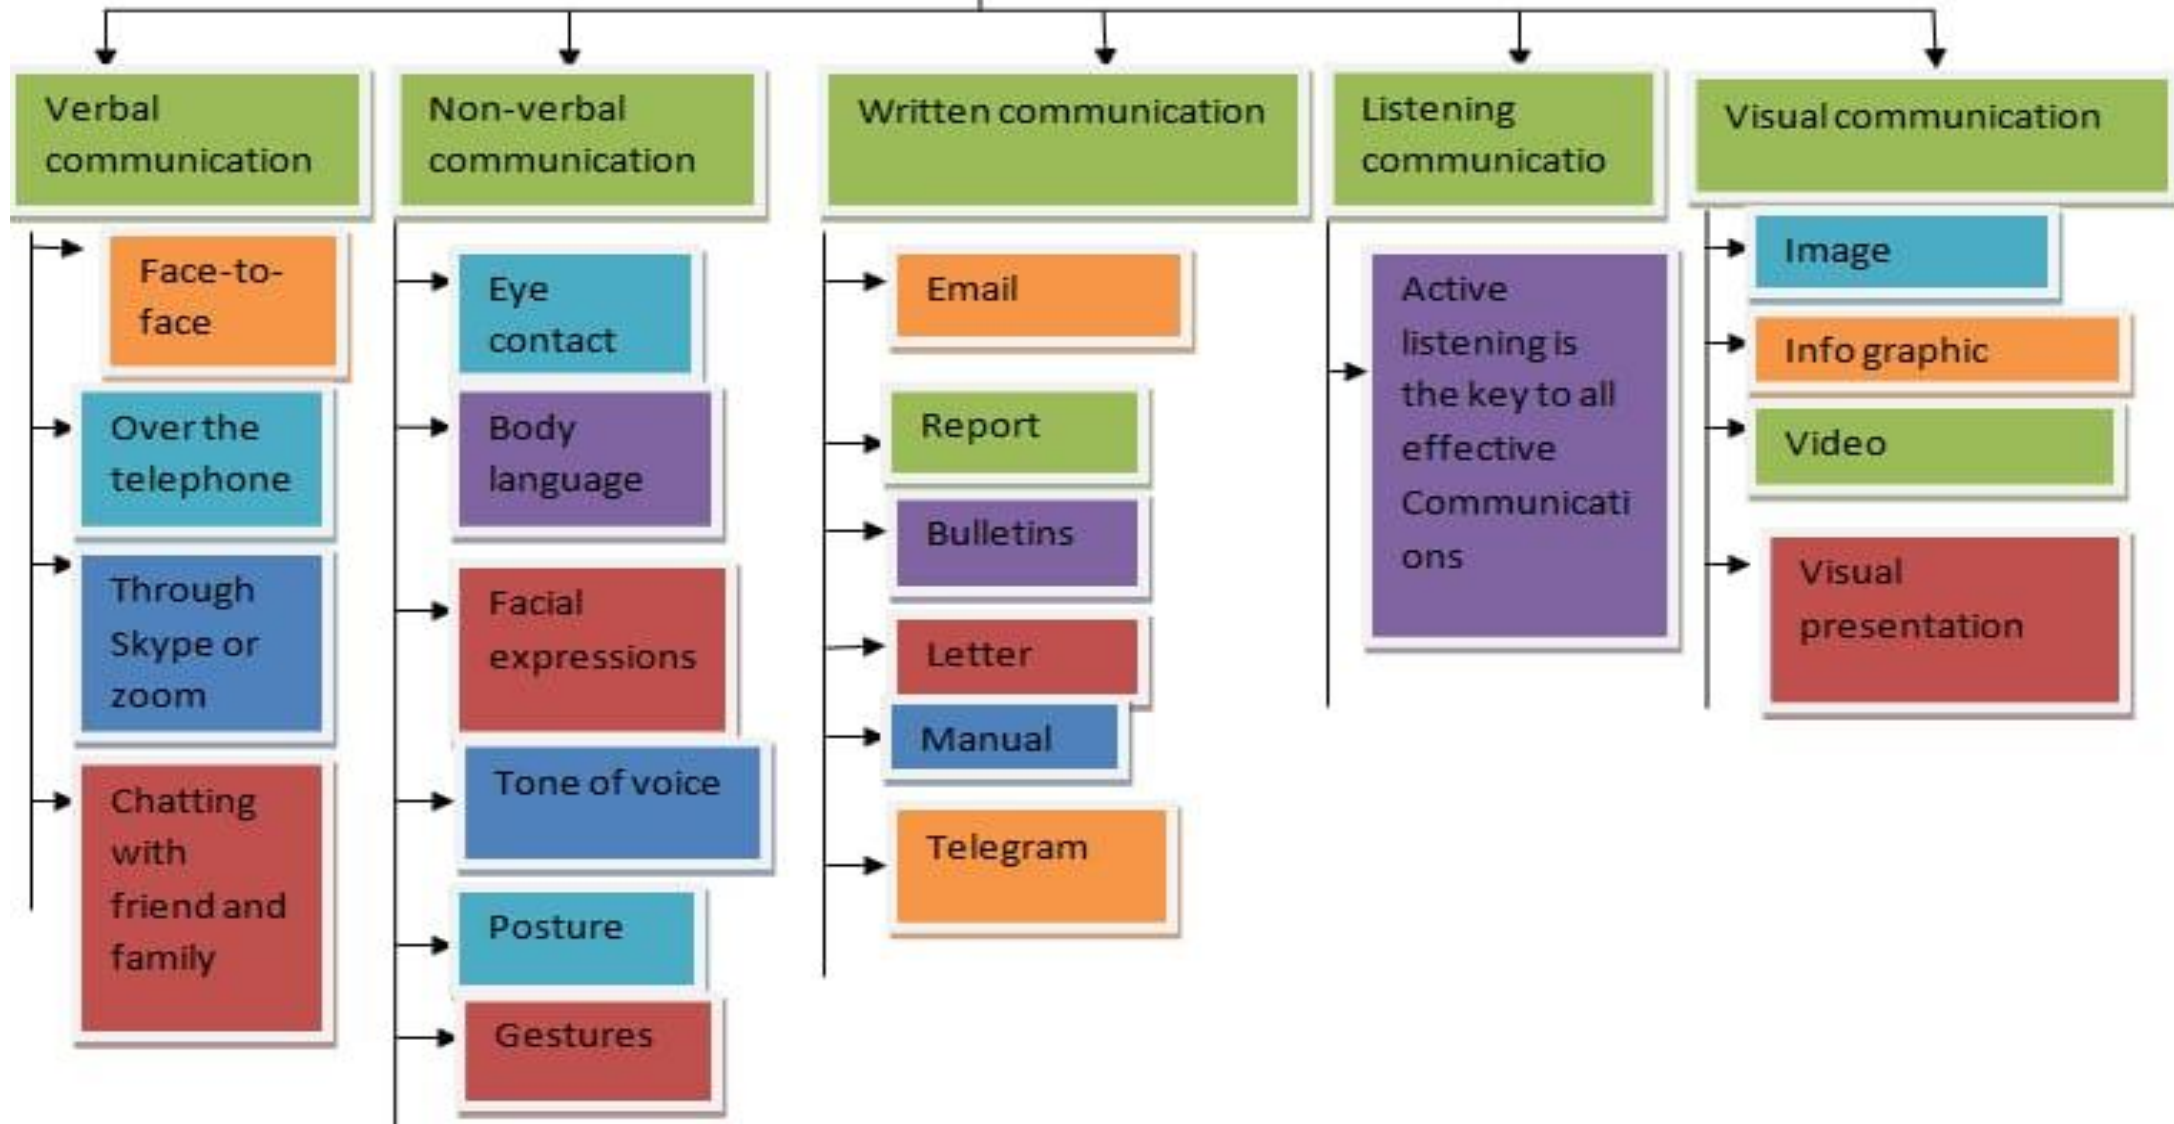 Verbal
communication
Face-to-
face
Over the
telephone
Through
Skype or
zoom
Chatting
with
friend and
family
Non-verbal
communication
Eye
contact
Body
language
Facial
expressions
Tone of voice
Posture
Gestures
Written communication
Email
Report
Bulletins
Letter
Manual
Telegram
Listening
communicatio
Active
listening is
the key to all
effective
Communicati
ons
Visual communication
Image
Info graphic
Video
Visual
presentation